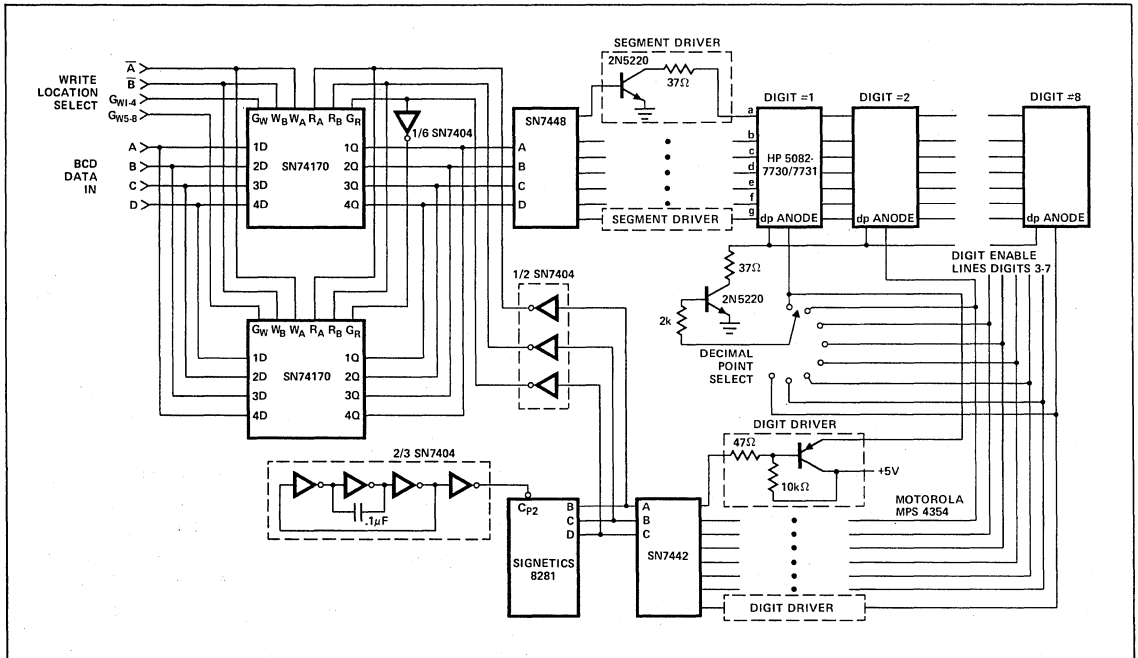 SEGMENT DRIVER
2N5220
37Ω
A
B
WRITE
LOCATION
SELECT
GW1-4
GW5-8
GW WB WA RA RB GR
1/6 SN7404
BCD
DATA
IN
A
B
C
D
1D
2D
3D
4D
SN74170
1Q
2Q
3Q
4Q
A
B
C
D
SN7448
SEGMENT DRIVER
a
b
c
d
e
f
g
DIGIT =1
HP 5082-
7730/7731
dp ANODE
DIGIT =2
dp ANODE
DIGIT #8
dp ANODE
DIGIT ENABLE
LINES DIGITS 3-7
37Ω
2N5220
2k
DECIMAL
POINT
SELECT
1/2 SN7404
GW WB WA RA RB GR
1D
2D
3D
4D
SN74170
1Q
2Q
3Q
4Q
2/3 SN7404
.1μF
CP2
B
C
D
SIGNETICS
8281
A
B
C
SN7442
DIGIT DRIVER
47Ω
10kΩ
+5V
MOTOROLA
MPS 4354
DIGIT DRIVER